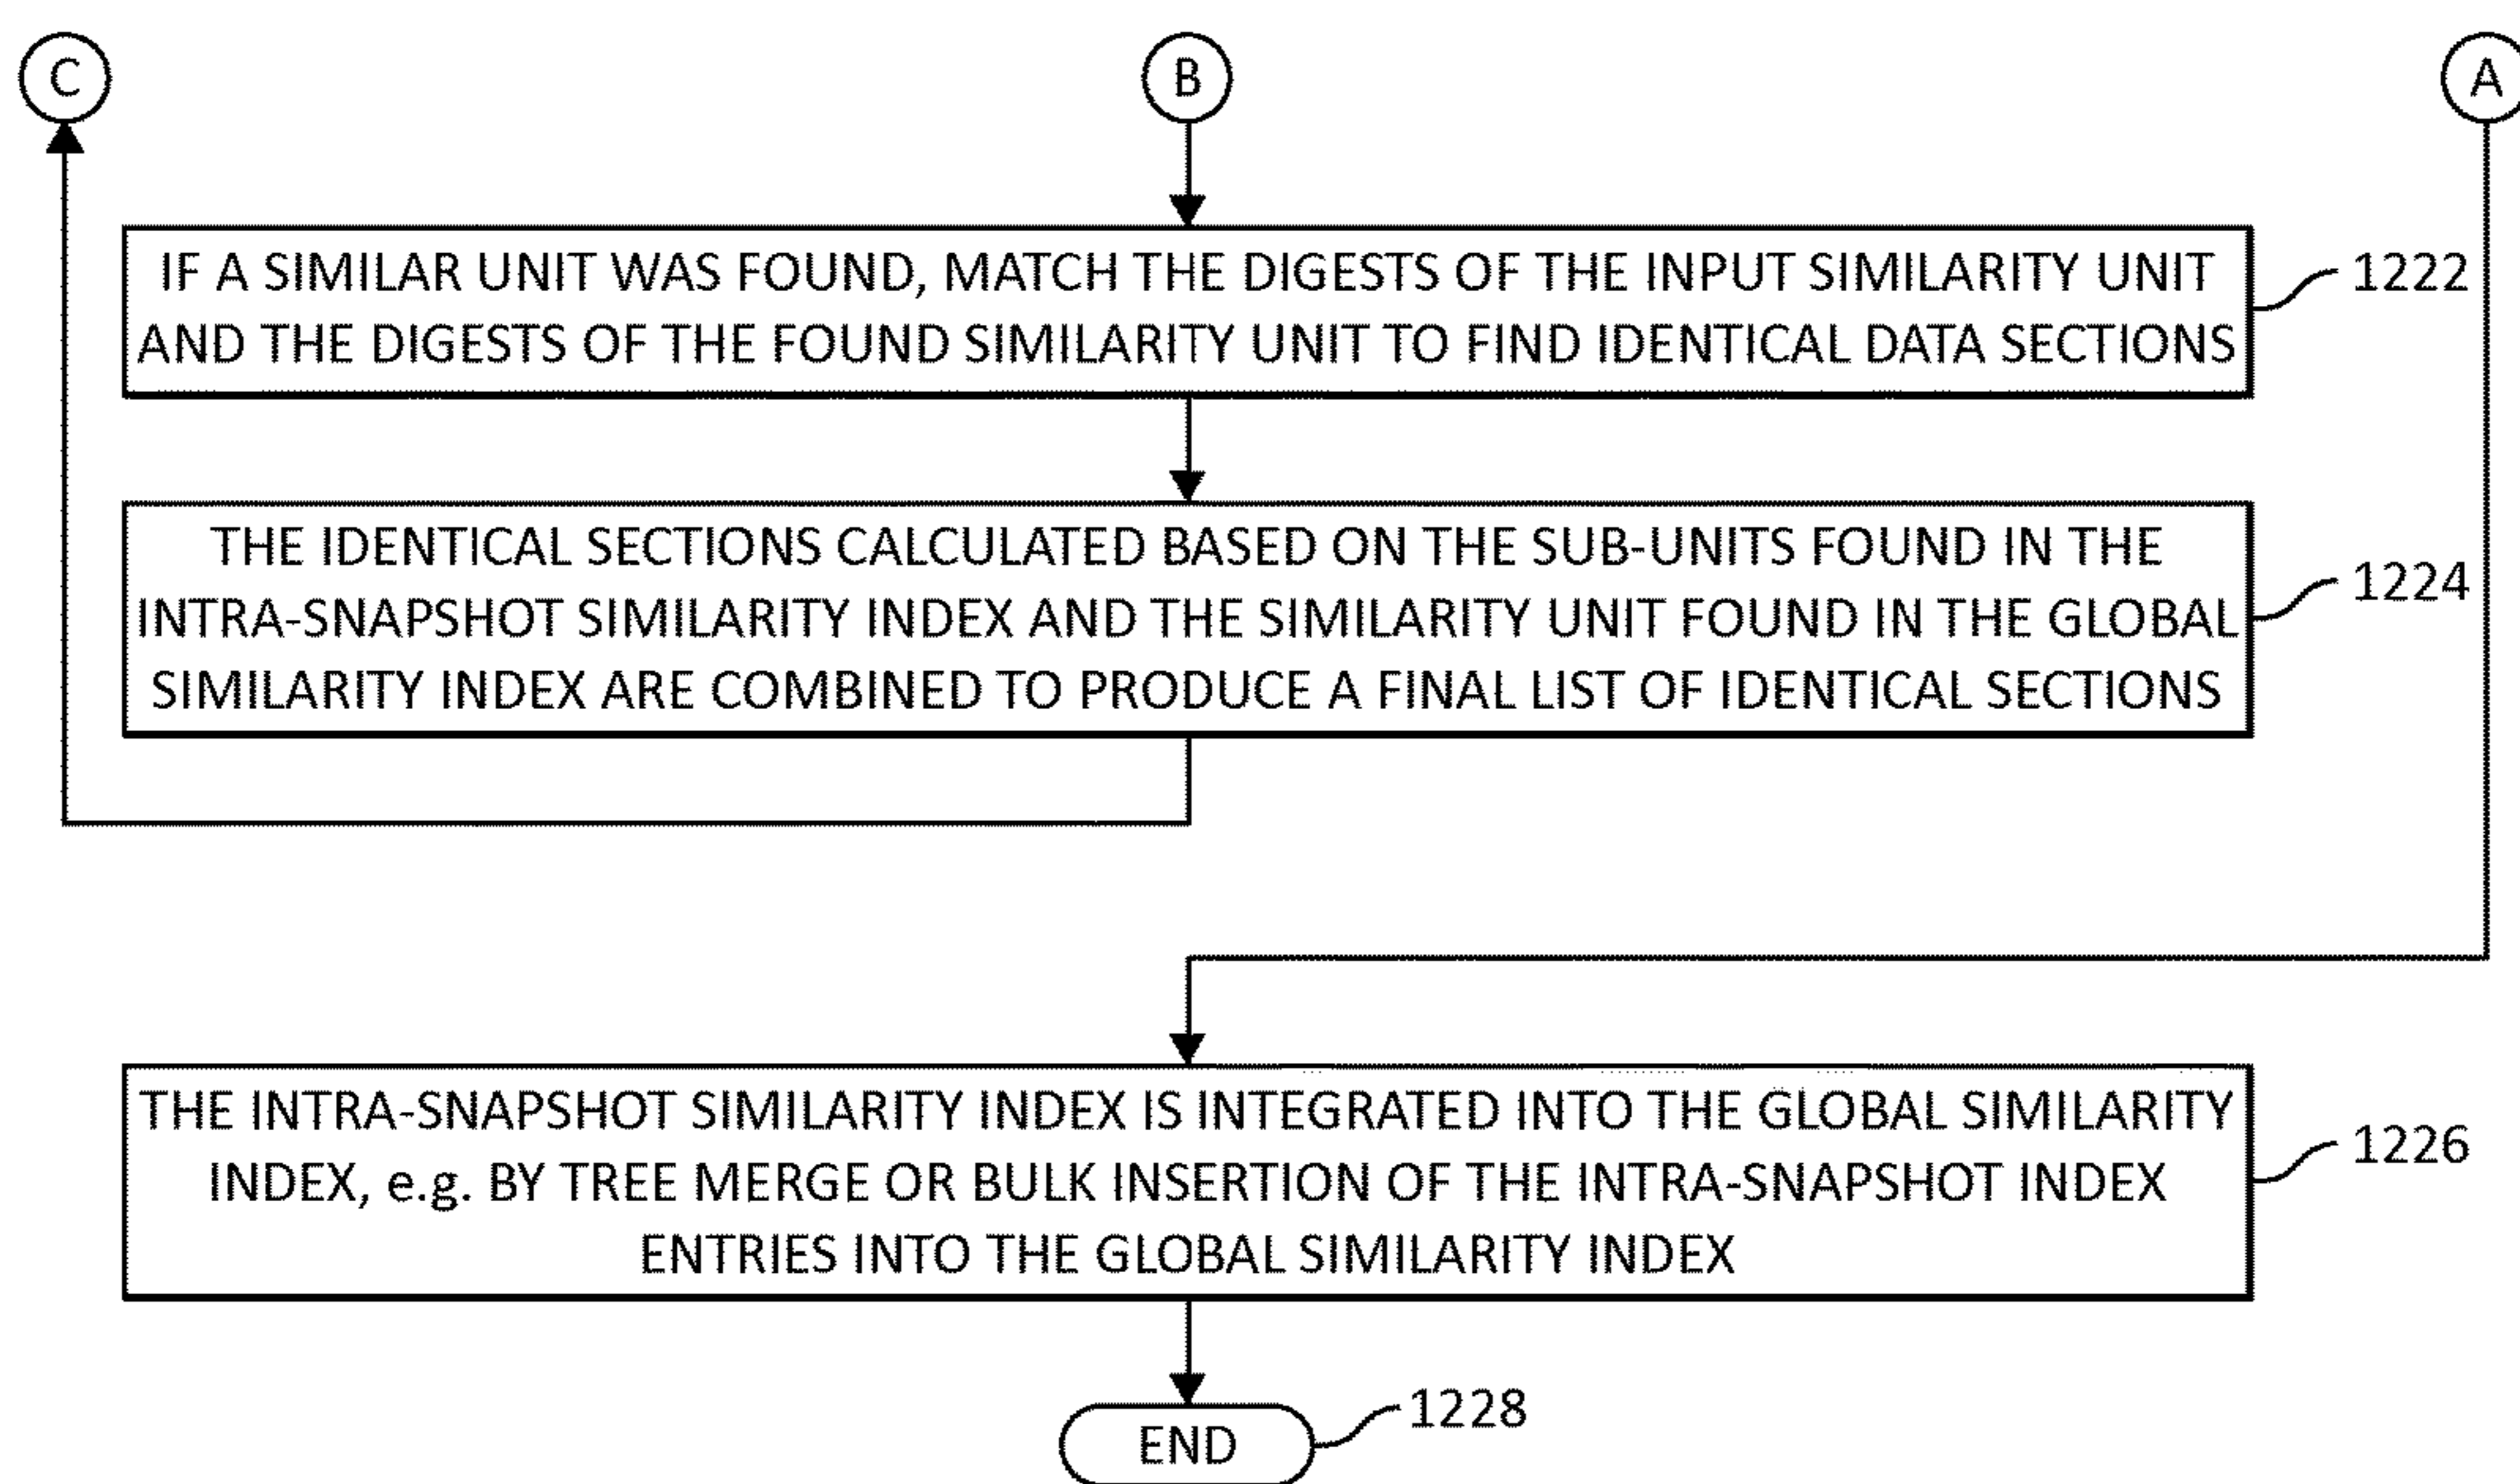 C
B
A
IF A SIMILAR UNIT WAS FOUND, MATCH THE DIGESTS OF THE INPUT SIMILARITY UNIT
AND THE DIGESTS OF THE FOUND SIMILARITY UNIT TO FIND IDENTICAL DATA SECTIONS
1222
THE IDENTICAL SECTIONS CALCULATED BASED ON THE SUB-UNITS FOUND IN THE
INTRA-SNAPSHOT SIMILARITY INDEX AND THE SIMILARITY UNIT FOUND IN THE GLOBAL
SIMILARITY INDEX ARE COMBINED TO PRODUCE A FINAL LIST OF IDENTICAL SECTIONS
1224
THE INTRA-SNAPSHOT SIMILARITY INDEX IS INTEGRATED INTO THE GLOBAL SIMILARITY
INDEX, e.g. BY TREE MERGE OR BULK INSERTION OF THE INTRA-SNAPSHOT INDEX
ENTRIES INTO THE GLOBAL SIMILARITY INDEX
1226
END
1228